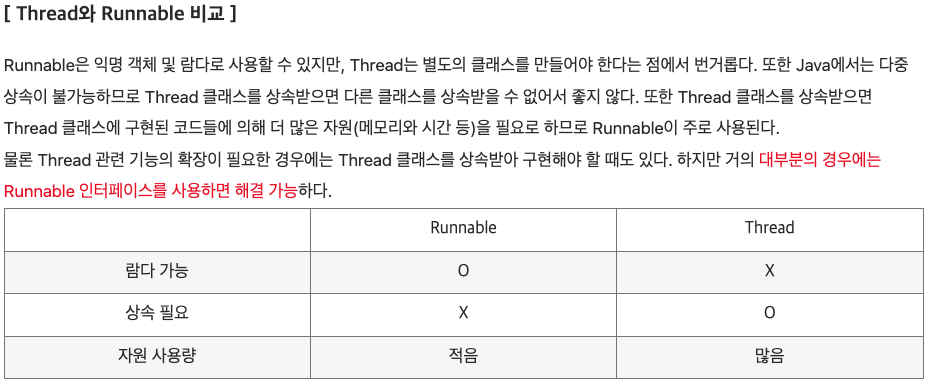 [ Thread와 Runnable 비교 ]
Runnable은 익명 객체 및 람다로 사용할 수 있지만, Thread는 별도의 클래스를 만들어야 한다는 점에서 번거롭다. 또한 Java에서는 다중
상속이 불가능하므로 Thread 클래스를 상속받으면 다른 클래스를 상속받을 수 없어서 좋지 않다. 또한 Thread 클래스를 상속받으면
Thread 클래스에 구현된 코드들에 의해 더 많은 자원(메모리와 시간 등)을 필요로 하므로 Runnable이 주로 사용된다.
물론 Thread 관련 기능의 확장이 필요한 경우에는 Thread 클래스를 상속받아 구현해야 할 때도 있다. 하지만 거의 대부분의 경우에는
Runnable 인터페이스를 사용하면 해결 가능하다.
Runnable Thread
람다 가능 O X
상속 필요 X O
자원 사용량 적음 많음